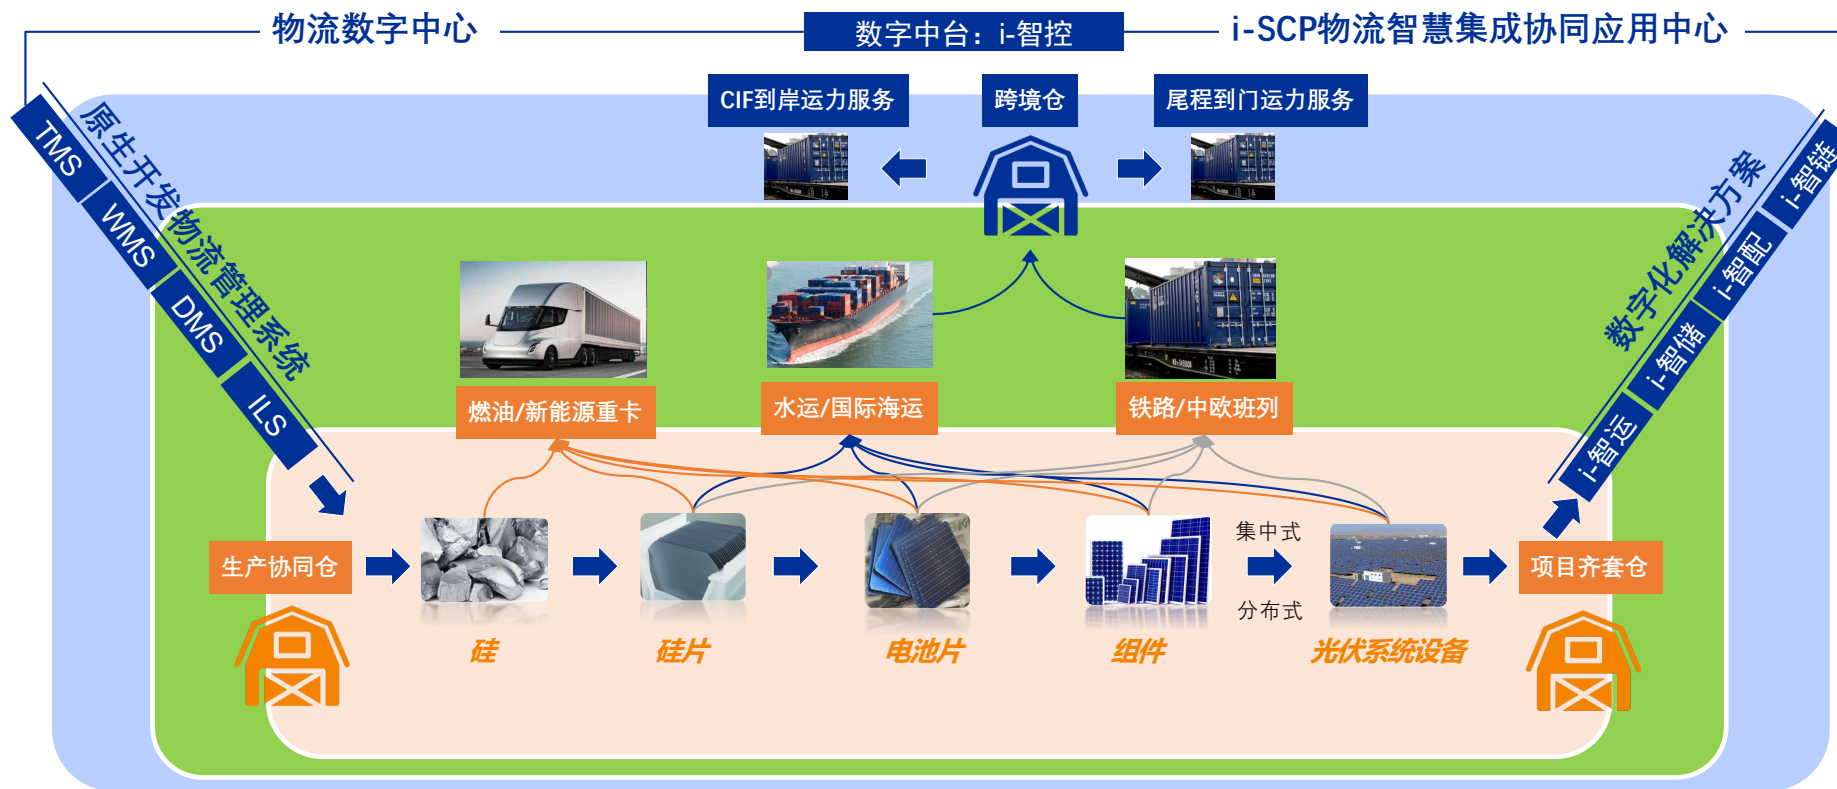 物流数字中心
数字中台：i-智控
i-SCP物流智慧集成协同应用中心
CIF到岸运力服务
跨境仓
尾程到门运力服务
原生开发物流管理系统
TMS
WMS
DMS
ILS
数字化解决方案
i-智链
i-智配
i-智储
i-智运
燃油/新能源重卡
水运/国际海运
铁路/中欧班列
生产协同仓
集中式
分布式
项目齐套仓
硅
硅片
电池片
组件
光伏系统设备